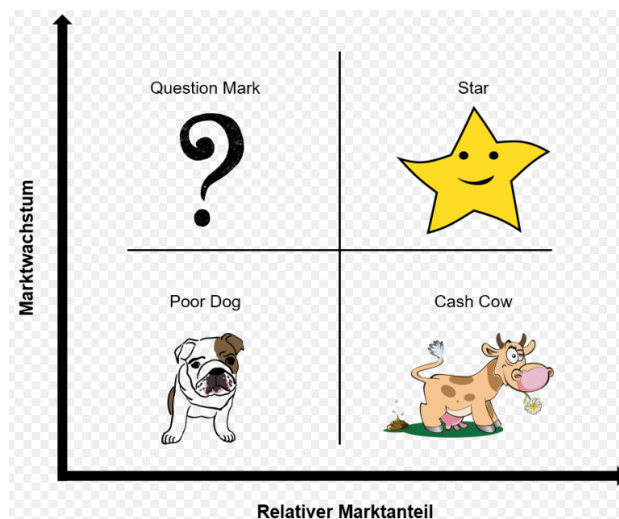 Question Mark
Star
Marktwachstum
Poor Dog
Cash Cow
Relativer Marktanteil